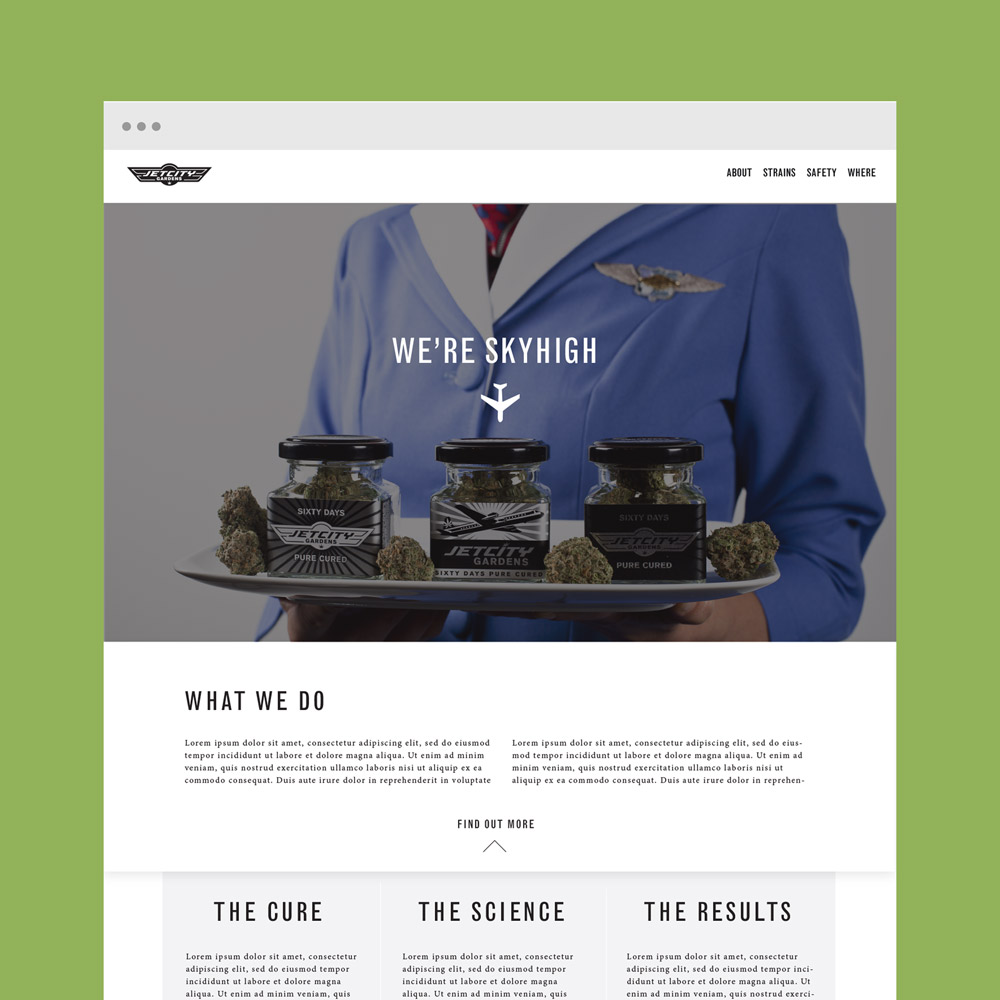 JETCITY
GARDENS
ABOUT STRAINS SAFETY WHERE
WE'RE SKYHIGH
SIXTY DAYS
JETCITY
GARDENS
PURE CURED
JETCITY
GARDENS
SIXTY DAYS PURE CURED
SIXTY DAYS
JETCITY
GARDENS
PURE CURED
WHAT WE DO
Lorem ipsum dolor sit amet, consectetur adipiscing elit, sed do eiusmod
tempor incididunt ut labore et dolore magna aliqua. Ut enim ad minim
veniam, quis nostrud exercitation ullamco laboris nisi ut aliquip ex ea
commodo consequat. Duis aute irure dolor in reprehenderit in voluptate
Lorem ipsum dolor sit amet, consectetur adipiscing elit, sed do eius-
mod tempor incididunt ut labore et dolore magna aliqua. Ut enim ad
minim veniam, quis nostrud exercitation ullamco laboris nisi ut
aliquip ex ea commodo consequat. Duis aute irure dolor in reprehen-
FIND OUT MORE
THE CURE
Lorem ipsum dolor sit amet, consectetur
adipiscing elit, sed do eiusmod tempor
incididunt ut labore et dolore magna
aliqua. Ut enim ad minim veniam, quis
THE SCIENCE
Lorem ipsum dolor sit amet, consectetur
adipiscing elit, sed do eiusmod tempor
incididunt ut labore et dolore magna
aliqua. Ut enim ad minim veniam, quis
THE RESULTS
Lorem ipsum dolor sit amet, consectetur
adipiscing elit, sed do eiusmod tempor inci-
didunt ut labore et dolore magna aliqua. Ut
enim ad minim veniam, quis nostrud exerci-